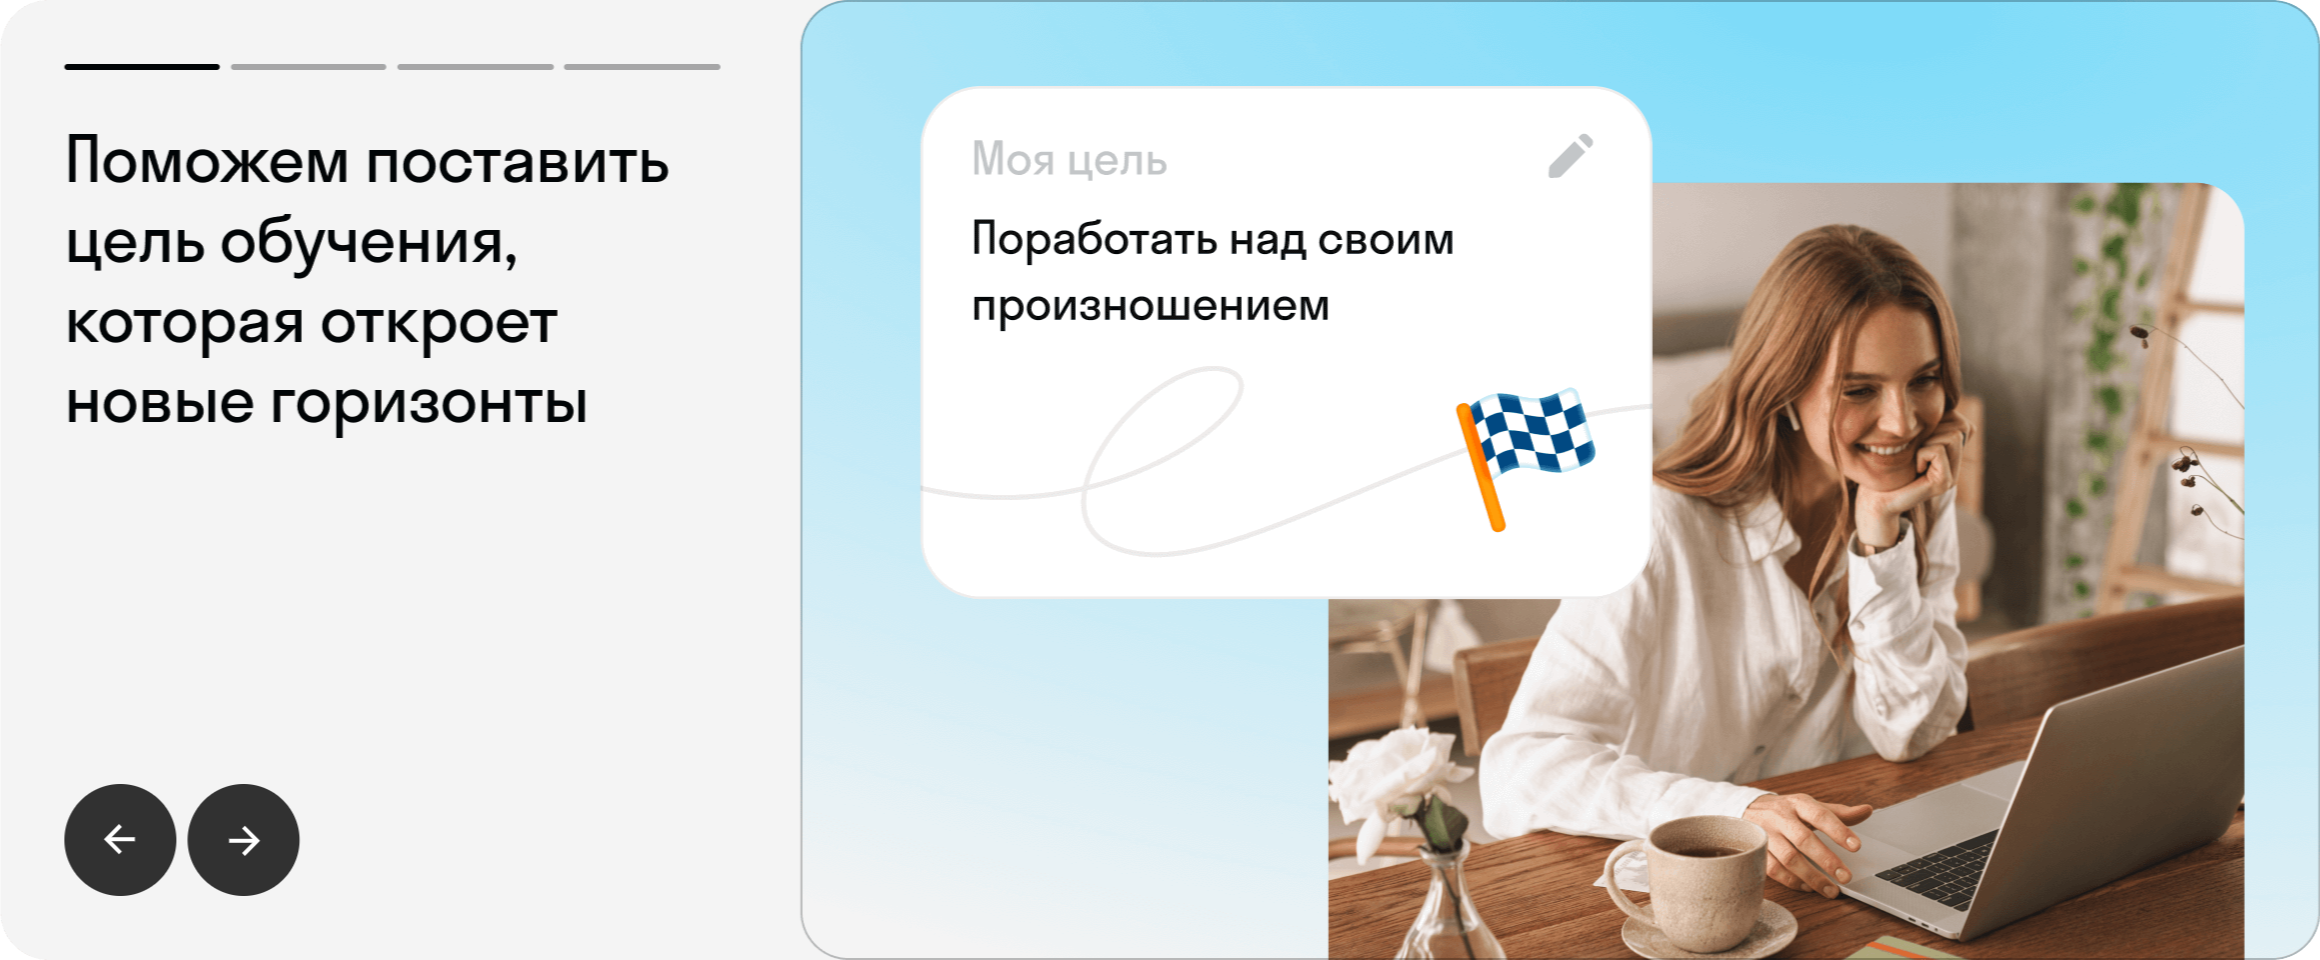 Поможем поставить
цель обучения,
которая откроет
новые горизонты
Моя цель
Поработать над своим
произношением